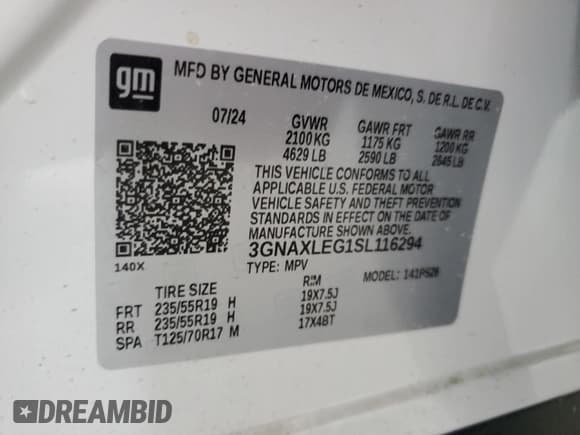 gm
MFD BY GENERAL MOTORS DE MEXICO, S. DE R.L. DE C.V.
07/24 GVWR GAWR FRT GAWR RR
2100 KG 1175 KG 1200 KG
4629 LB 2590 LB 2645 LB
THIS VEHICLE CONFORMS TO ALL
APPLICABLE U.S. FEDERAL MOTOR
VEHICLE SAFETY AND THEFT PREVENTION
STANDARDS IN EFFECT ON THE DATE OF
MANUFACTURE SHOWN ABOVE.
140X 3GNAXLEG1SL116294
TYPE: MPV MODEL:
TIRE SIZE RIM
FRT 235/55R19 H 19X7.5J
RR 235/55R19 H 19X7.5J
SPA T125/70R17 M 17X4BT
DREAMBID